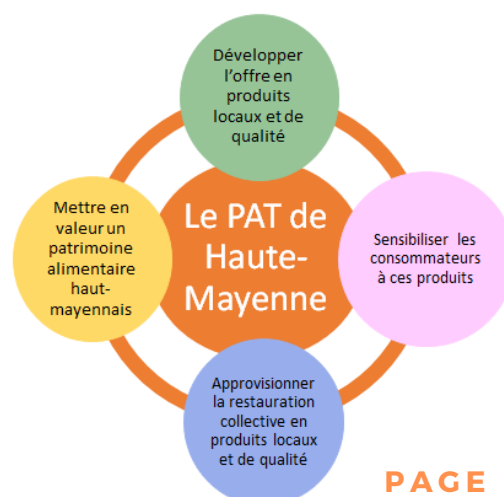 Développer
l'offre en
produits
locaux et de
qualité
Mettre en
valeur un
patrimoine
alimentaire
haut-
mayennais
Le PAT de
Haute-
Mayenne
Sensibiliser les
consommateurs
à ces produits
Approvisionner
la restauration
collective en
produits locaux
et de qualité
PAGE